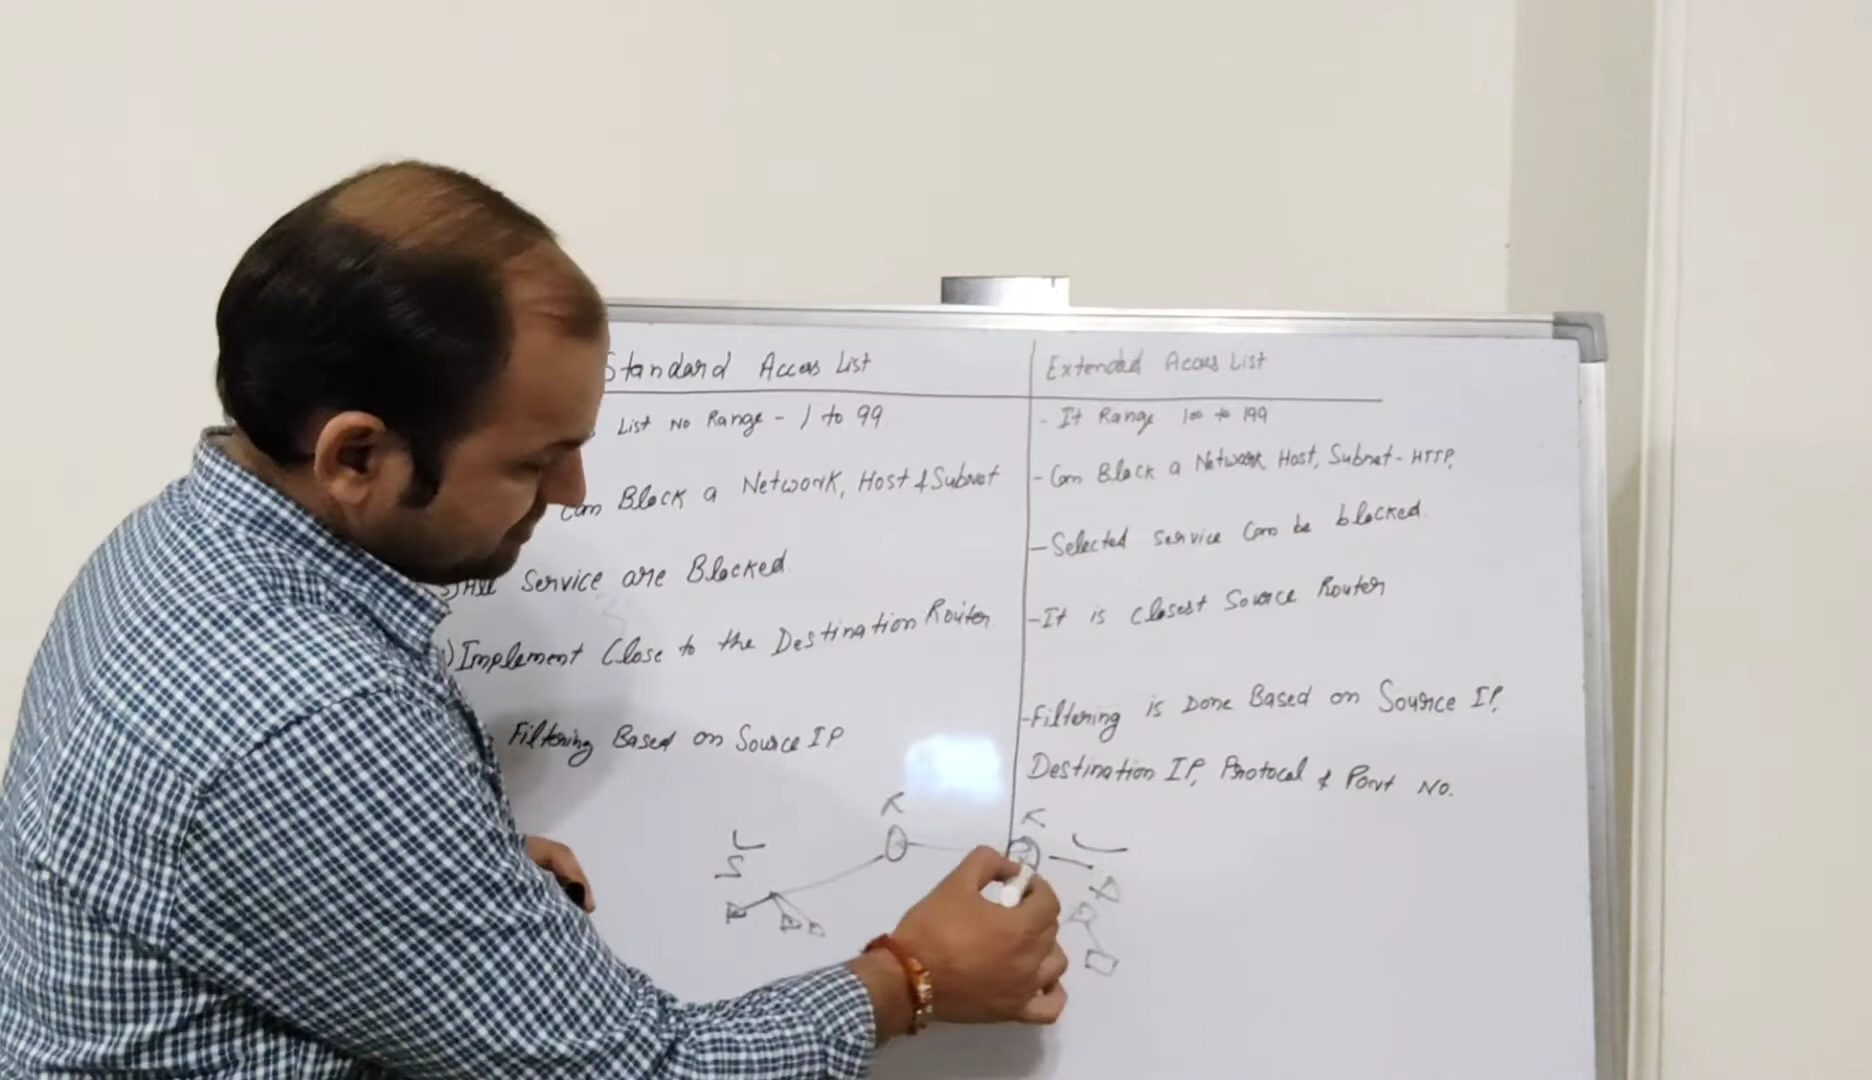 Standard Access List
List No Range - 1 to 99
Can Block a Network, Host & Subnet
3) All Service are Blocked.
) Implement Close to the Destination Router
Filtering Based on Source IP
Extended Access List
- It Range 100 to 199
- Can Block a Network, Host, Subnet - HTTP,
- Selected Service Can be blocked.
- It is Closest Source Router
- Filtering is Done Based on Source IP,
Destination IP, Protocol & Port No.
R
R
S
D